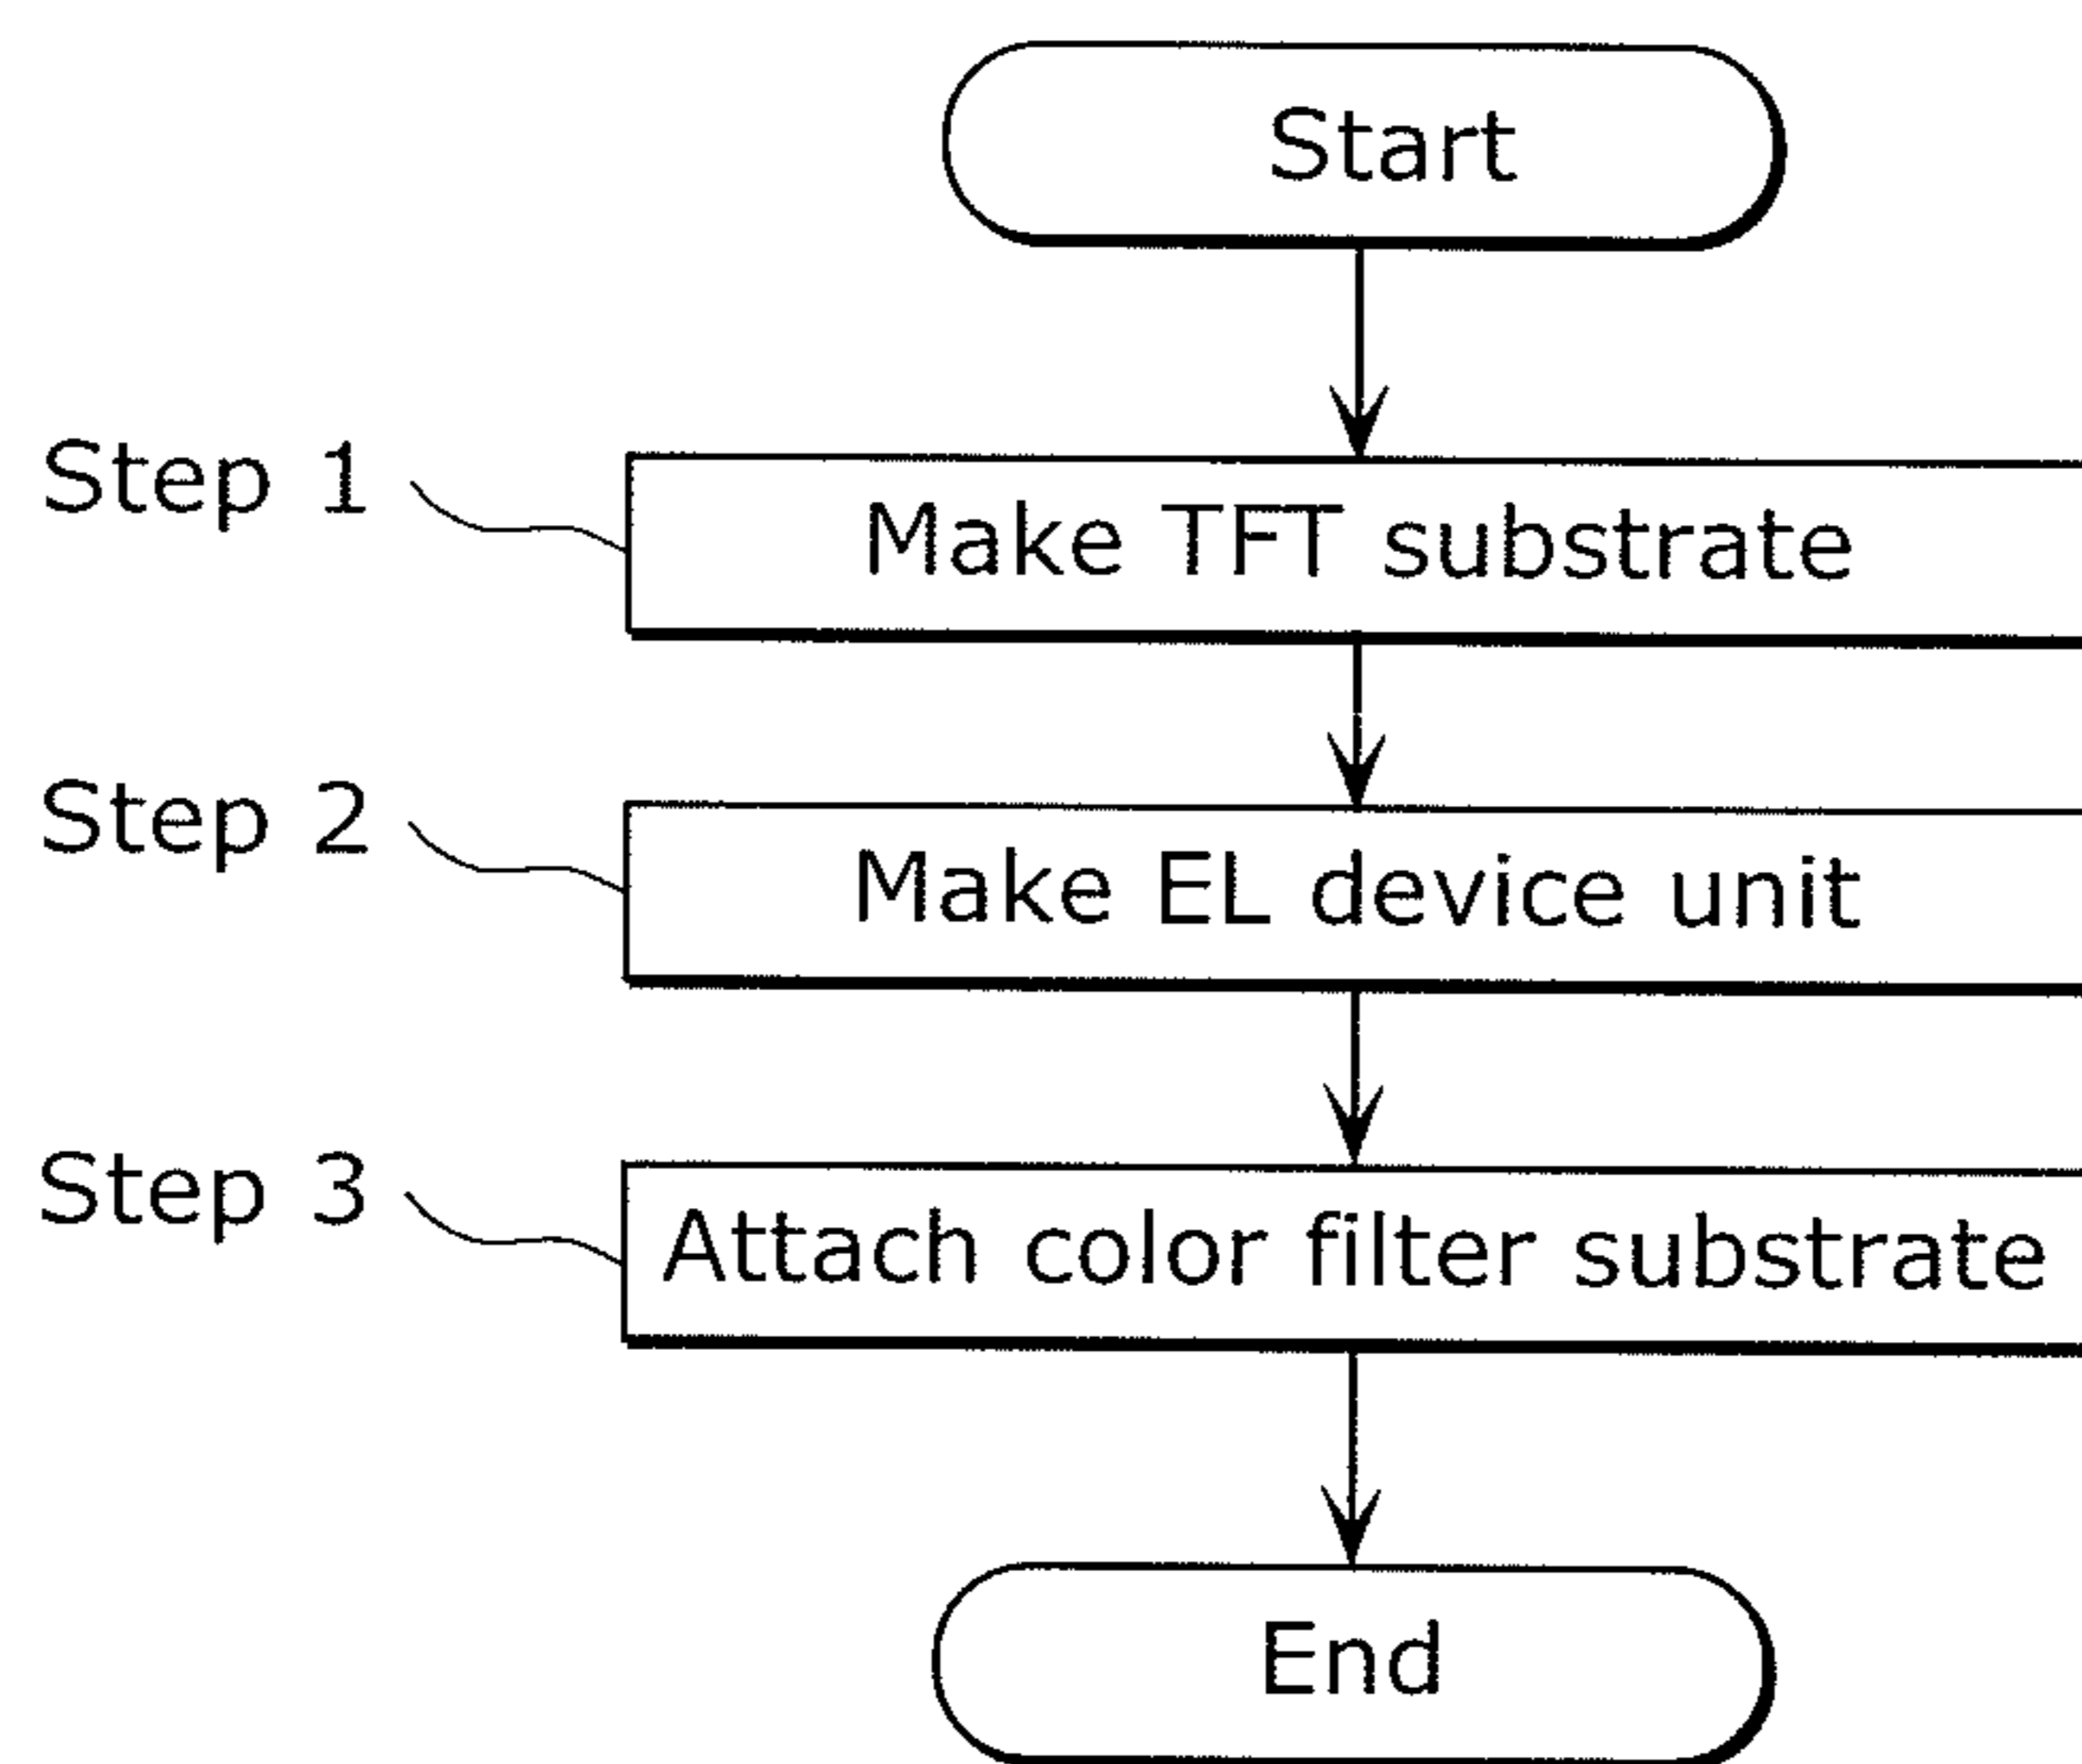 Start
Step 1
Make TFT substrate
Step 2
Make EL device unit
Step 3
Attach color filter substrate
End